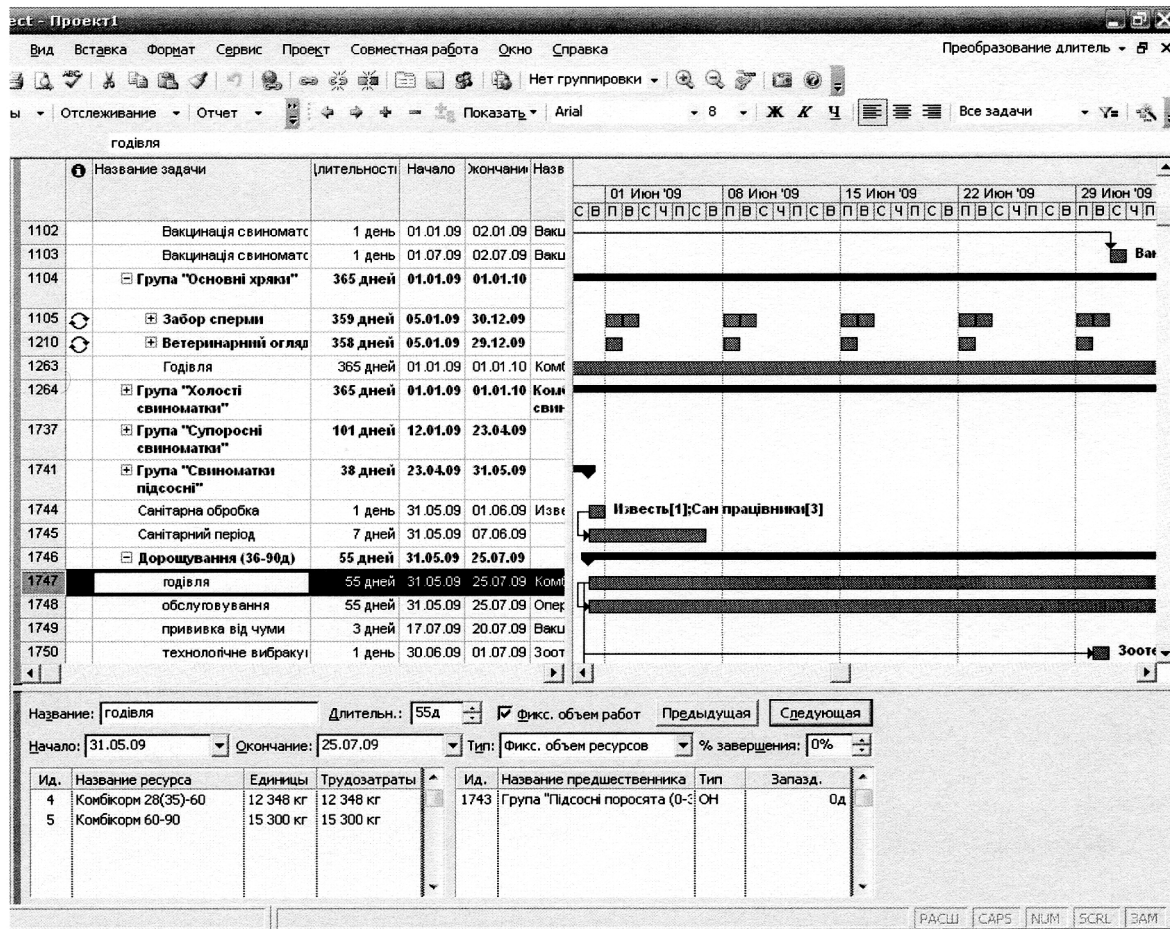 ect - Проект1
Вид Вставка Формат Сервис Проект Совместная работа Окно Справка Преобразование длитель
Нет группировки
ы Отслеживание Отчет Показать Arial 8 Ж К Ч Все задачи
годівля
Название задачи Длительності Начало Жончани Назв
01 Июн '09 08 Июн '09 15 Июн '09 22 Июн '09 29 Июн '09
С В П В С Ч П С В П В С Ч П С В П В С Ч П С В П В С Ч П С В П В С Ч П
1102 Вакцинація свиномато 1 день 01.01.09 02.01.09 Вакц
1103 Вакцинація свиномато 1 день 01.07.09 02.07.09 Вакц Вак
1104 Група "Основні хряки" 365 дней 01.01.09 01.01.10
1105 Забор сперми 359 дней 05.01.09 30.12.09
1210 Ветеринарний огляд 358 дней 05.01.09 29.12.09
1263 Годівля 365 дней 01.01.09 01.01.10 Комб
1264 Група "Холості 365 дней 01.01.09 01.01.10 Комб
свиноматки" свин
1737 Група "Супоросні 101 дней 12.01.09 23.04.09
свиноматки"
1741 Група "Свиноматки 38 дней 23.04.09 31.05.09
підсосні"
1744 Санітарна обробка 1 день 31.05.09 01.06.09 Изве Известь[1];Сан працівники[3]
1745 Санітарний період 7 дней 31.05.09 07.06.09
1746 Дорощування (36-90д) 55 дней 31.05.09 25.07.09
1747 годівля 55 дней 31.05.09 25.07.09 Комб
1748 обслуговування 55 дней 31.05.09 25.07.09 Опер
1749 прививка від чуми 3 дней 17.07.09 20.07.09 Вакц
1750 технологічне вибракув 1 день 30.06.09 01.07.09 Зоот Зооте
Название: годівля Длительн.: 55д Фикс. объем работ Предыдущая Следующая
Начало: 31.05.09 Окончание: 25.07.09 Тип: Фикс. объем ресурсов % завершения: 0%
Ид. Название ресурса Единицы Трудозатраты Ид. Название предшественника Тип Запазд.
4 Комбікорм 28(35)-60 12 348 кг 12 348 кг 1743 Група "Підсосні поросята (0-3 ОН 0д
5 Комбікорм 60-90 15 300 кг 15 300 кг
РАСШ CAPS NUM SCRL ЗАМ